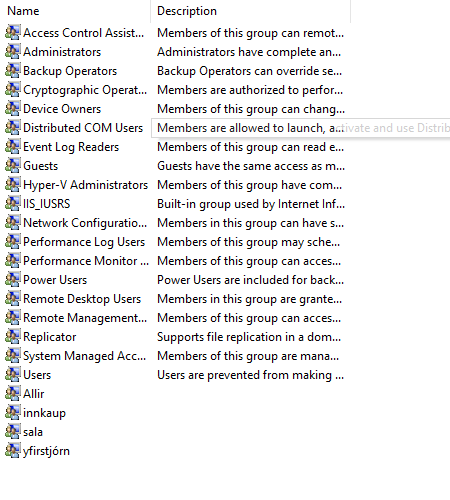 Name Description
Access Control Assist... Members of this group can remot...
Administrators Administrators have complete an...
Backup Operators Backup Operators can override se...
Cryptographic Operat... Members are authorized to perfor...
Device Owners Members of this group can chang...
Distributed COM Users Members are allowed to launch, a... ctivate and use Distrib
Event Log Readers Members of this group can read e...
Guests Guests have the same access as m...
Hyper-V Administrators Members of this group have com...
IIS_IUSRS Built-in group used by Internet Inf...
Network Configuratio... Members in this group can have s...
Performance Log Users Members of this group may sche...
Performance Monitor ... Members of this group can acces...
Power Users Power Users are included for back...
Remote Desktop Users Members in this group are grante...
Remote Management... Members of this group can acces...
Replicator Supports file replication in a dom...
System Managed Acc... Members of this group are mana...
Users Users are prevented from making ...
Allir
innkaup
sala
yfirstjórn